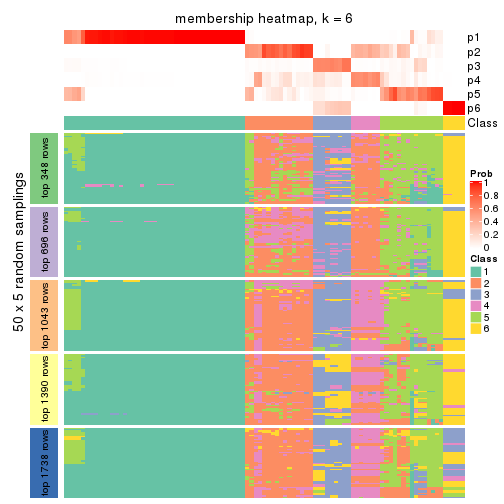 membership heatmap, k = 6
p1
p2
p3
p4
p5
p6
Class
50 x 5 random samplings
top 348 rows
top 696 rows
top 1043 rows
top 1390 rows
top 1738 rows
Prob
1
0.8
0.6
0.4
0.2
0
Class
1
2
3
4
5
6